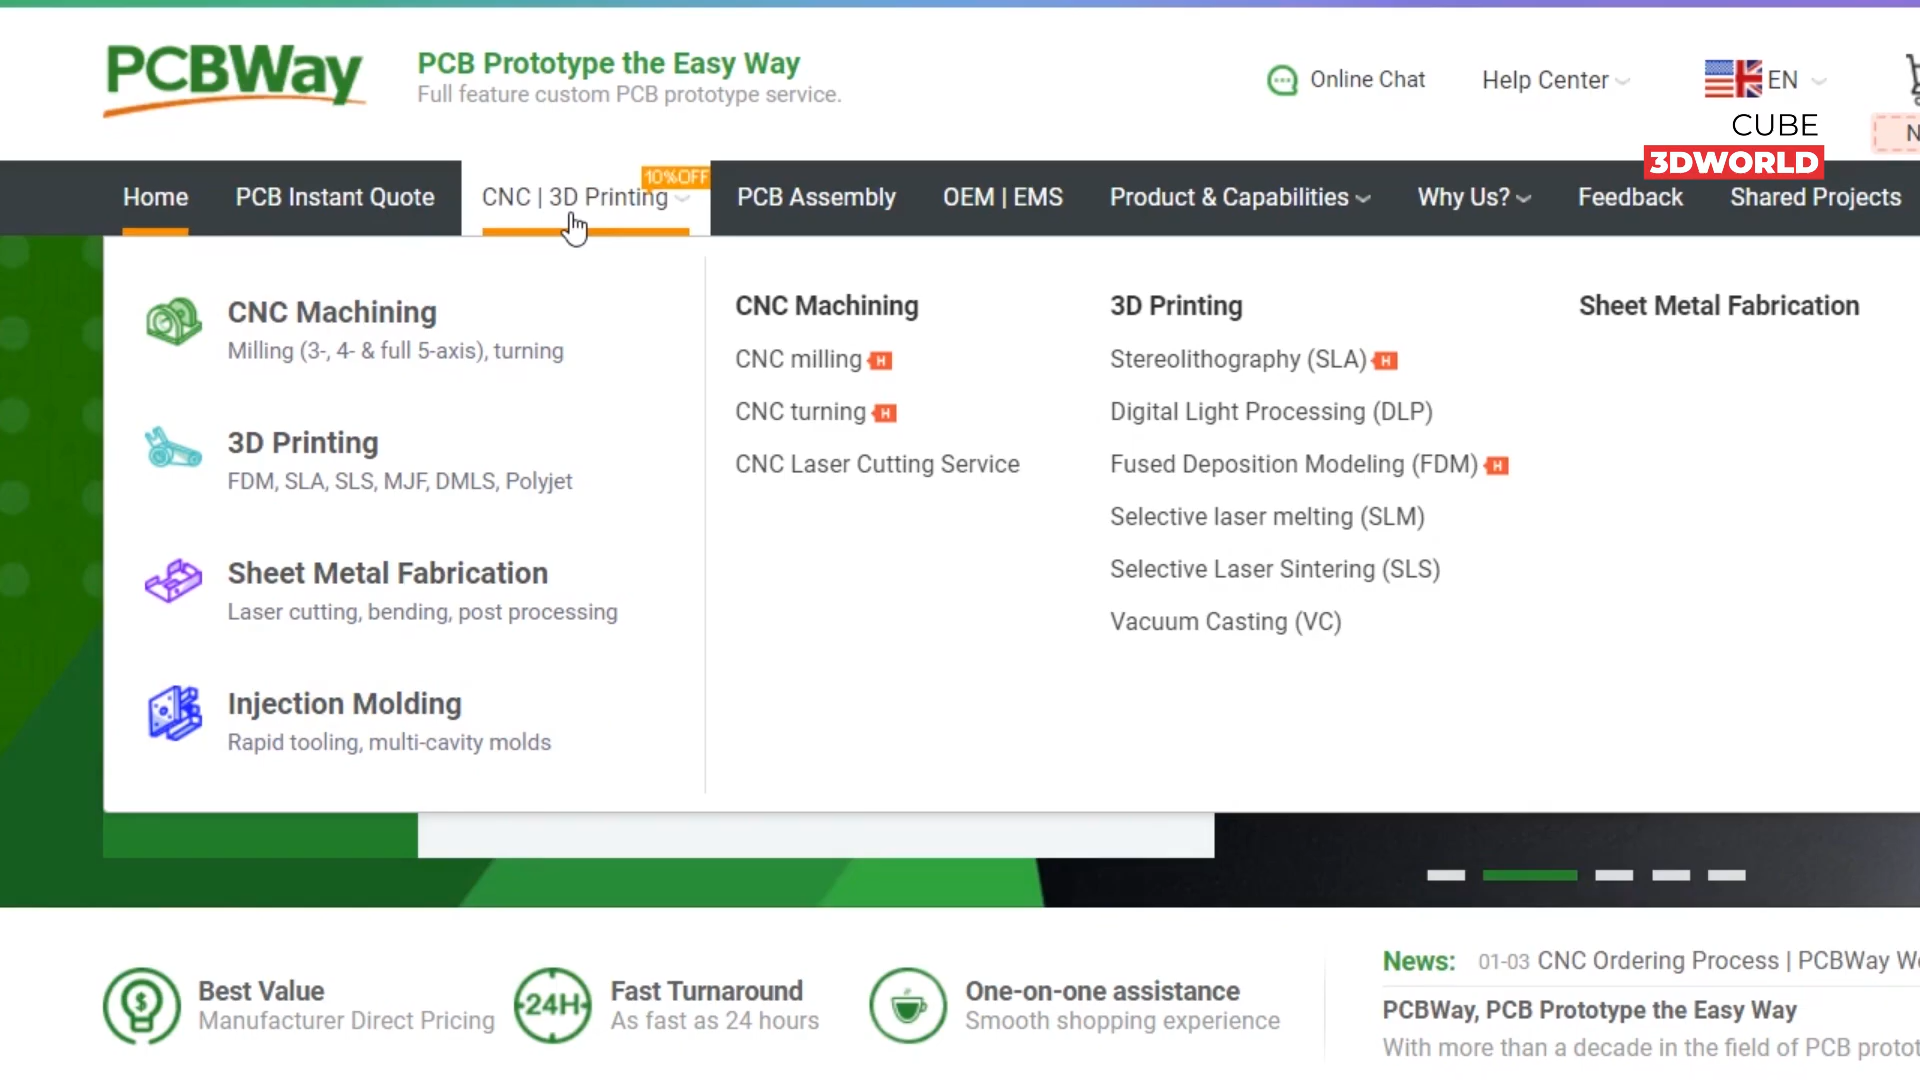 PCBWay
PCB Prototype the Easy Way
Full feature custom PCB prototype service.
Online Chat
Help Center
EN
CUBE
3DWORLD
N
Home
PCB Instant Quote
CNC | 3D Printing
10%OFF
PCB Assembly
OEM | EMS
Product & Capabilities
Why Us?
Feedback
Shared Projects
CNC Machining
Milling (3-, 4- & full 5-axis), turning
3D Printing
FDM, SLA, SLS, MJF, DMLS, Polyjet
Sheet Metal Fabrication
Laser cutting, bending, post processing
Injection Molding
Rapid tooling, multi-cavity molds
CNC Machining
CNC milling H
CNC turning H
CNC Laser Cutting Service
3D Printing
Stereolithography (SLA) H
Digital Light Processing (DLP)
Fused Deposition Modeling (FDM) H
Selective laser melting (SLM)
Selective Laser Sintering (SLS)
Vacuum Casting (VC)
Sheet Metal Fabrication
$
Best Value
Manufacturer Direct Pricing
24H
Fast Turnaround
As fast as 24 hours
One-on-one assistance
Smooth shopping experience
News: 01-03 CNC Ordering Process | PCBWay W
PCBWay, PCB Prototype the Easy Way
With more than a decade in the field of PCB protot